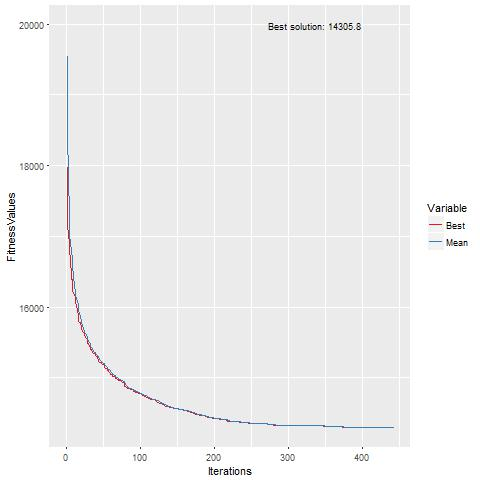 20000
Best solution: 14305.8
18000
16000
FitnessValues
0 100 200 300 400
Iterations
Variable
Best
Mean